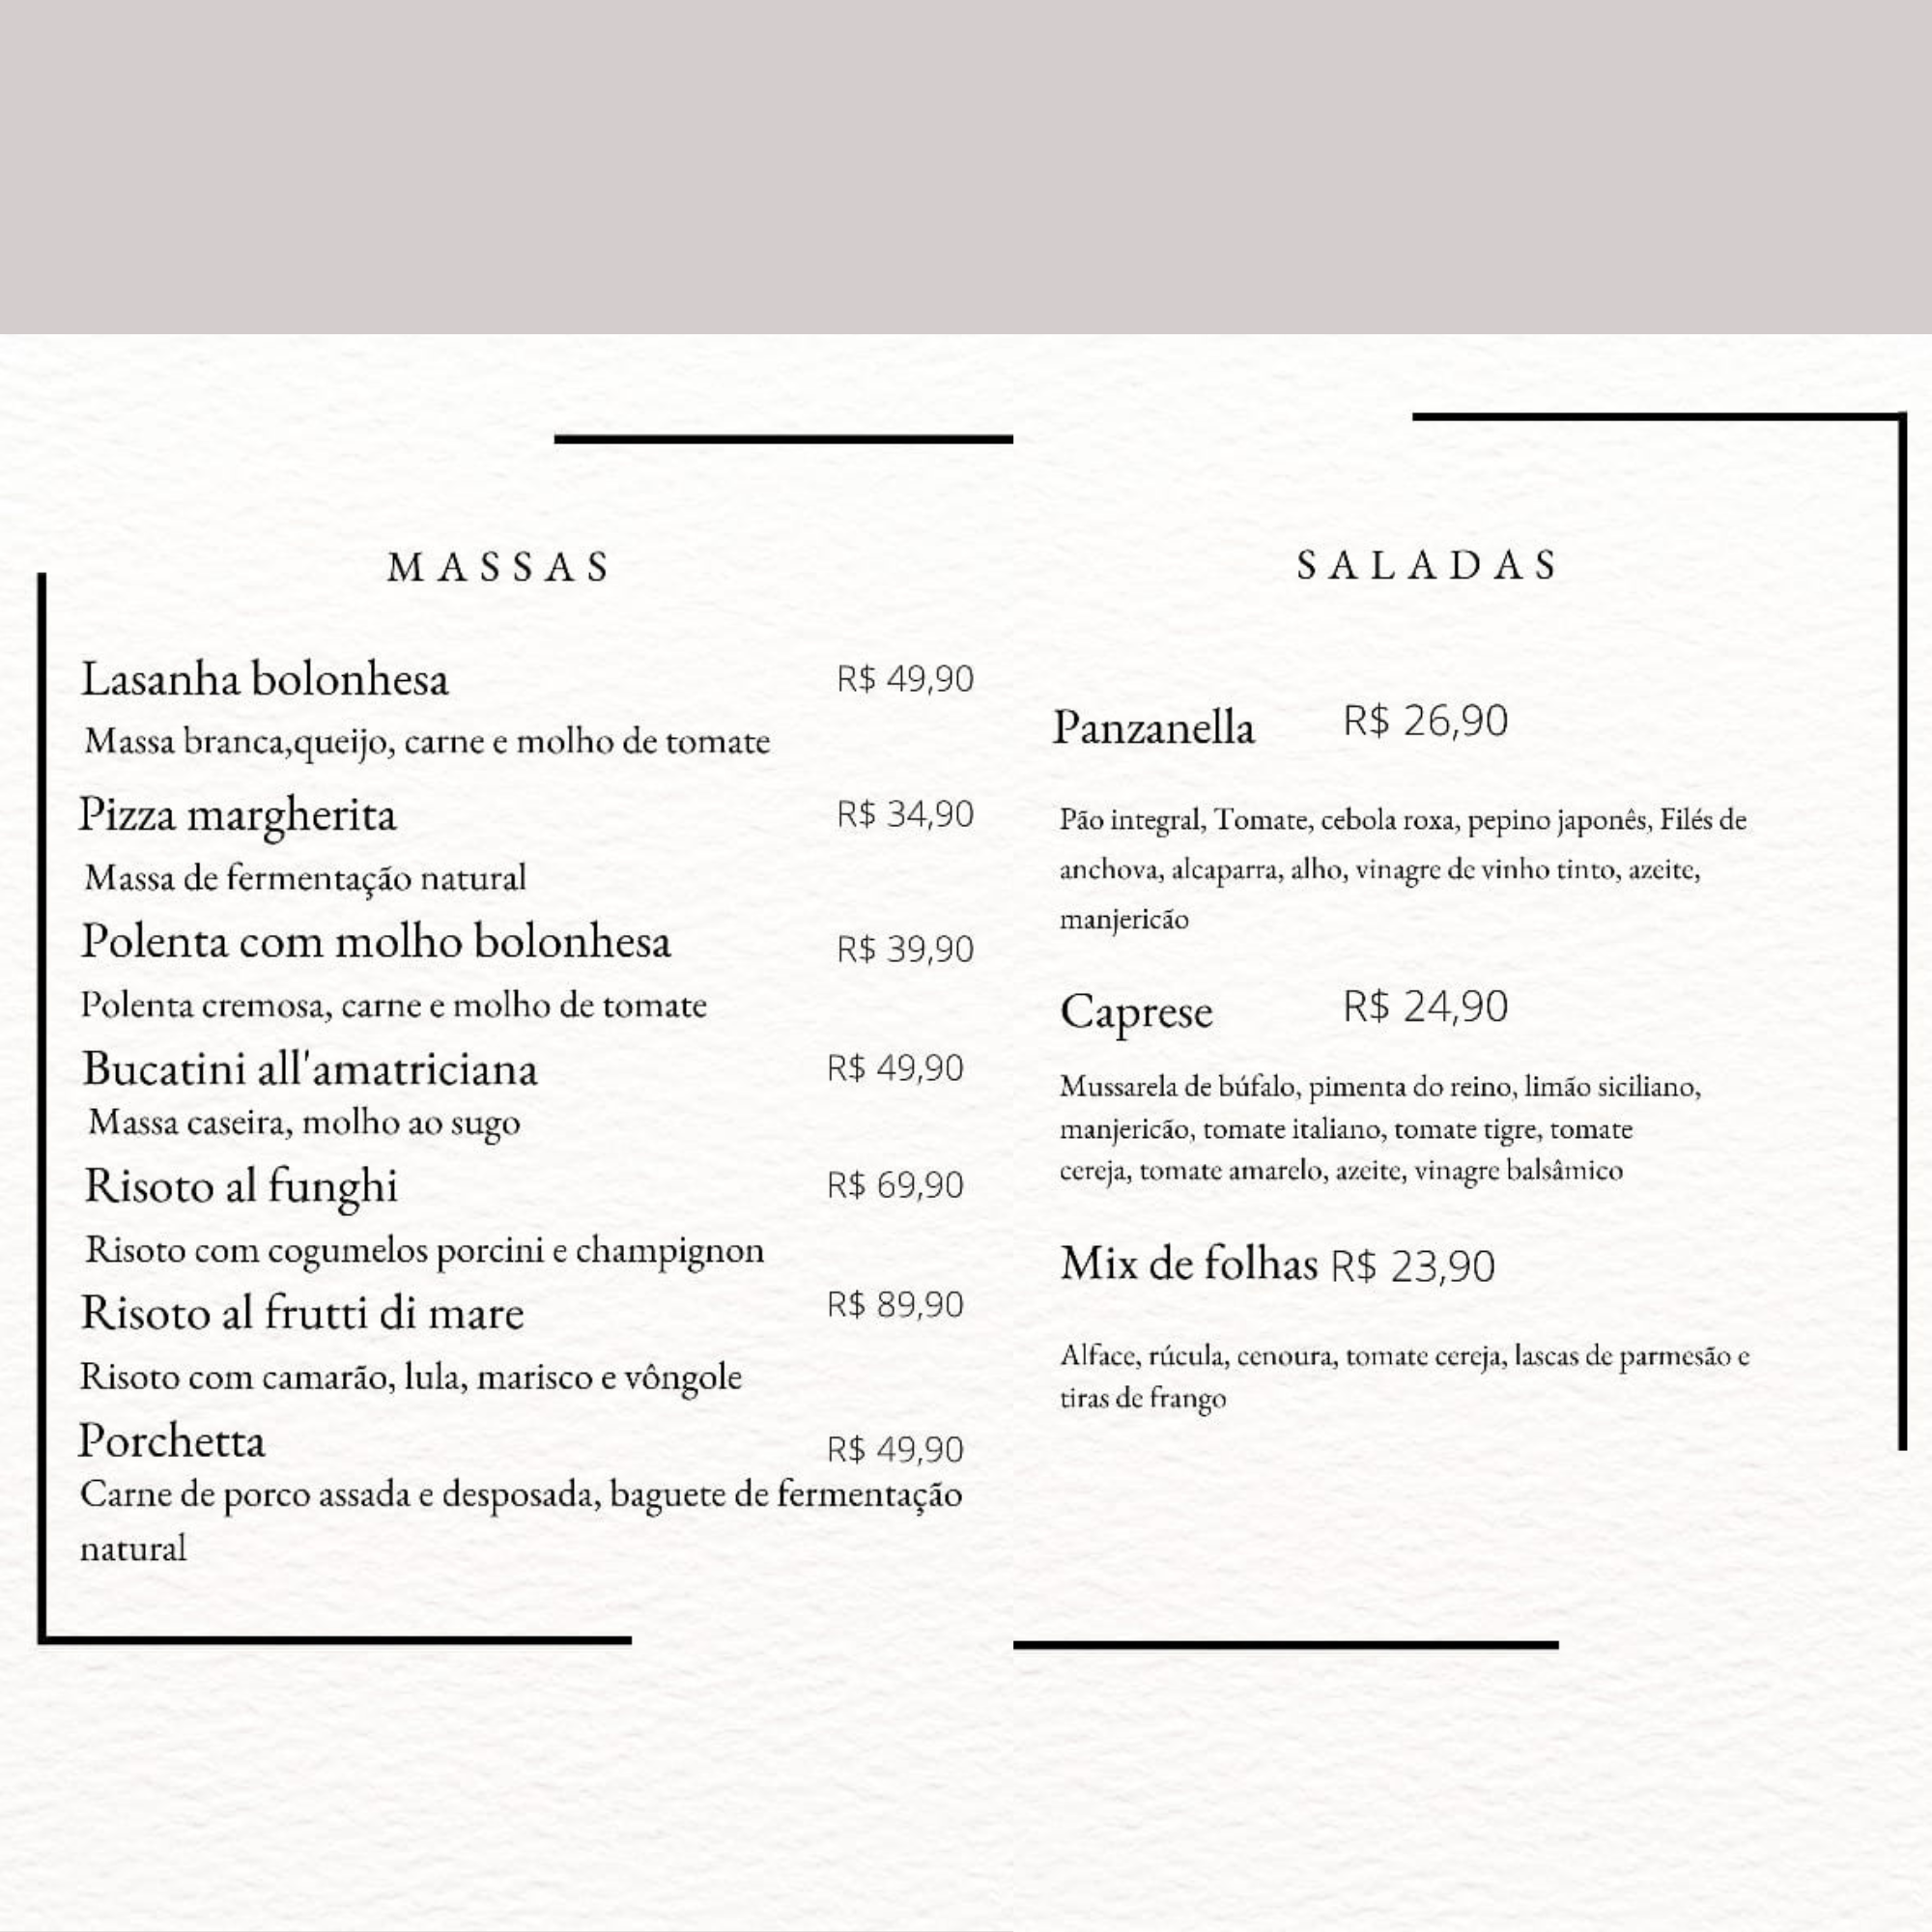 MASSAS
Lasanha bolonhesa R$ 49,90
Massa branca,queijo, carne e molho de tomate
Pizza margherita R$ 34,90
Massa de fermentação natural
Polenta com molho bolonhesa R$ 39,90
Polenta cremosa, carne e molho de tomate
Bucatini all'amatriciana R$ 49,90
Massa caseira, molho ao sugo
Risoto al funghi R$ 69,90
Risoto com cogumelos porcini e champignon
Risoto al frutti di mare R$ 89,90
Risoto com camarão, lula, marisco e vôngole
Porchetta R$ 49,90
Carne de porco assada e desposada, baguete de fermentação
natural
SALADAS
Panzanella R$ 26,90
Pão integral, Tomate, cebola roxa, pepino japonês, Filés de
anchova, alcaparra, alho, vinagre de vinho tinto, azeite,
manjericão
Caprese R$ 24,90
Mussarela de búfalo, pimenta do reino, limão siciliano,
manjericão, tomate italiano, tomate tigre, tomate
cereja, tomate amarelo, azeite, vinagre balsâmico
Mix de folhas R$ 23,90
Alface, rúcula, cenoura, tomate cereja, lascas de parmesão e
tiras de frango